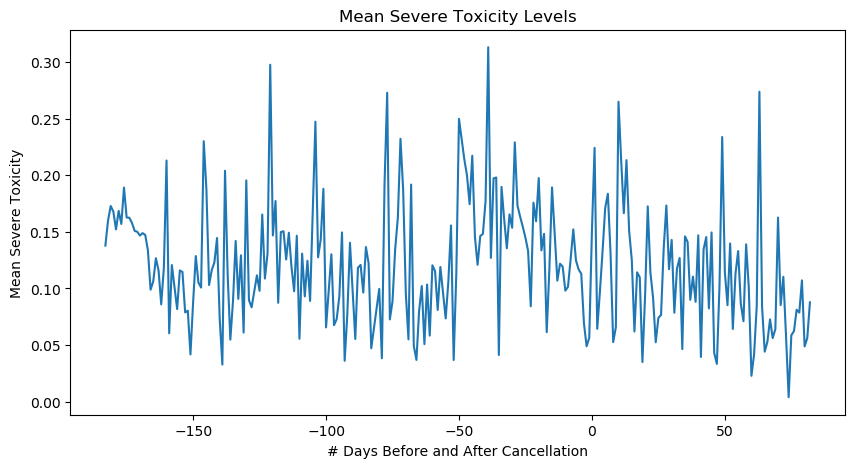 Mean Severe Toxicity Levels
Mean Severe Toxicity
0.30
0.25
0.20
0.15
0.10
0.05
0.00
−150 −100 −50 0 50
# Days Before and After Cancellation